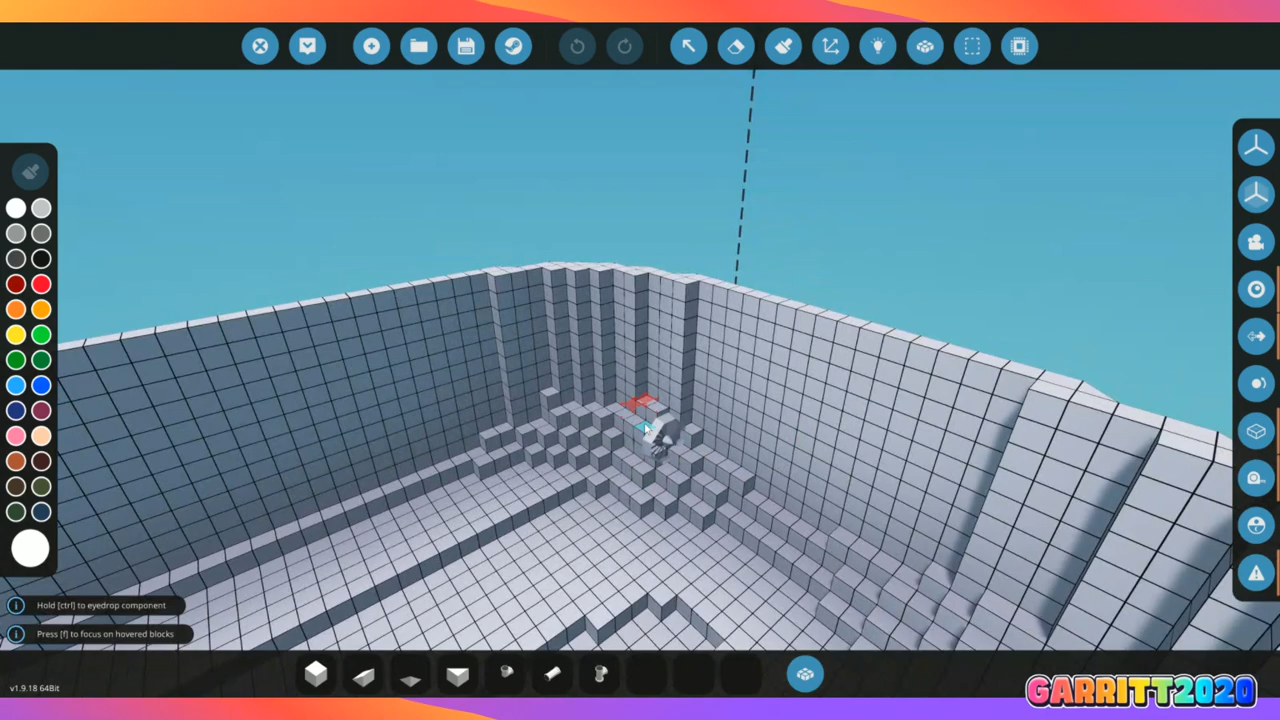 Hold [ctrl] to eyedrop component
Press [f] to focus on hovered blocks
v1.9.18 64Bit
GARRITT2020